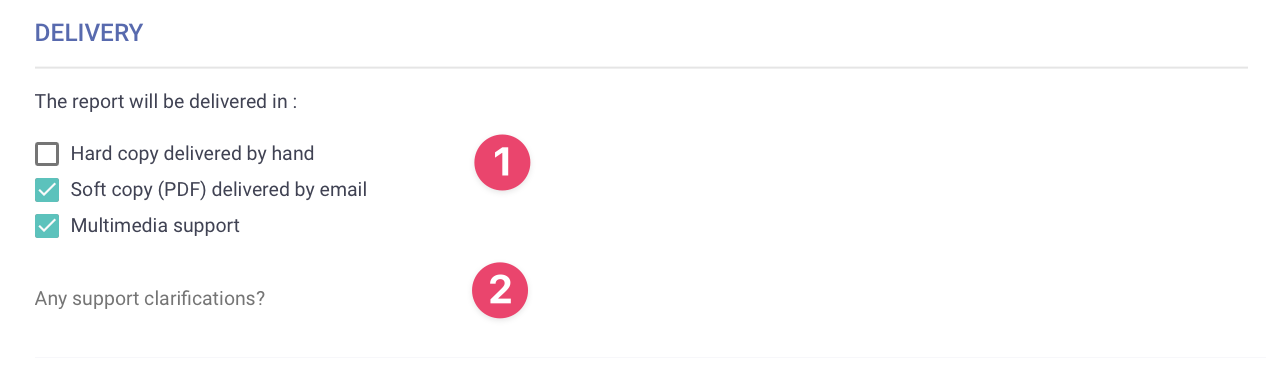 DELIVERY
The report will be delivered in :
Hard copy delivered by hand
1
Soft copy (PDF) delivered by email
Multimedia support
2
Any support clarifications?